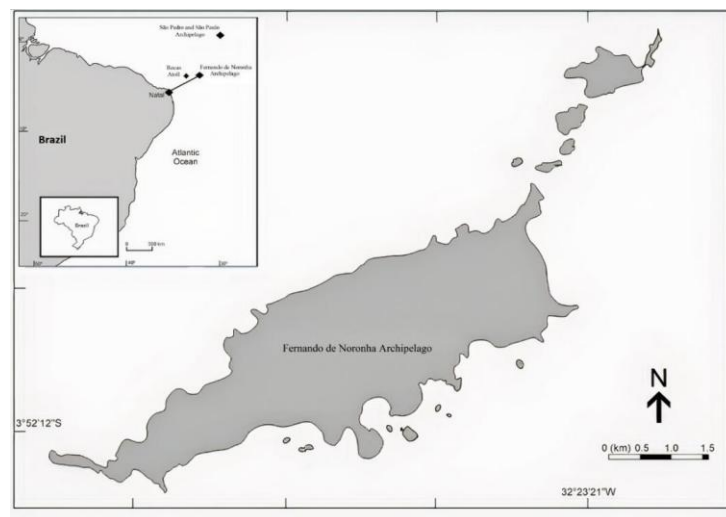 São Pedro and São Paulo
Archipelago
Rocas
Atoll
Fernando de Noronha
Archipelago
Natal
Brazil
Atlantic
Ocean
Brazil
0
Fernando de Noronha Archipelago
N
3°52'12"S
0 (km) 0.5 1.0 1.5
32°23'21"W